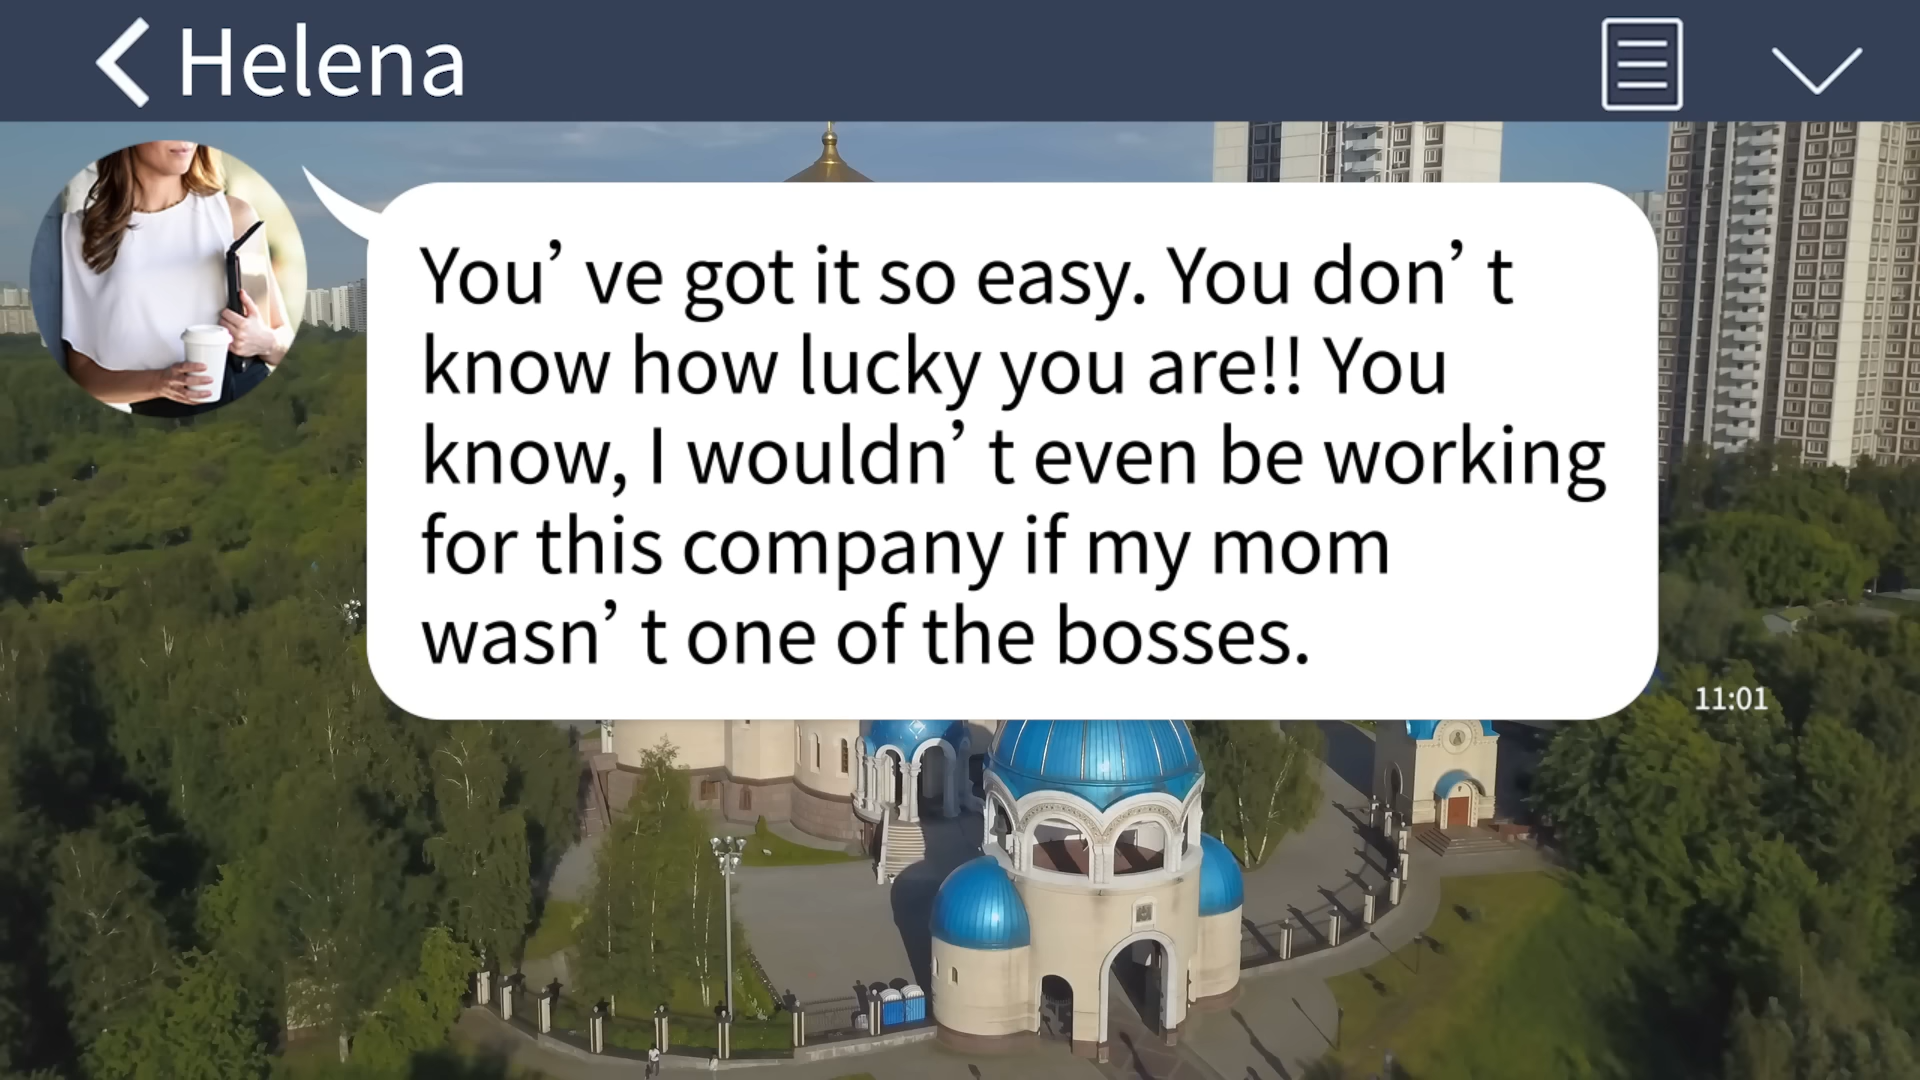 Helena
You’ ve got it so easy. You don’ t
know how lucky you are!! You
know, I wouldn’ t even be working
for this company if my mom
wasn’ t one of the bosses.
11:01